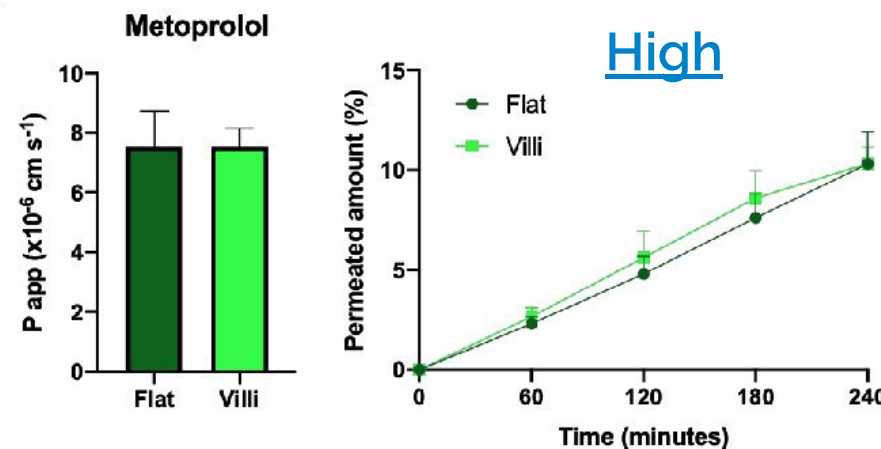 Metoprolol
P app (x10⁻⁶ cm s⁻¹)
10
8
6
4
2
0
Flat
Villi
High
Permeated amount (%)
15
10
5
0
Flat
Villi
0
60
120
180
240
Time (minutes)